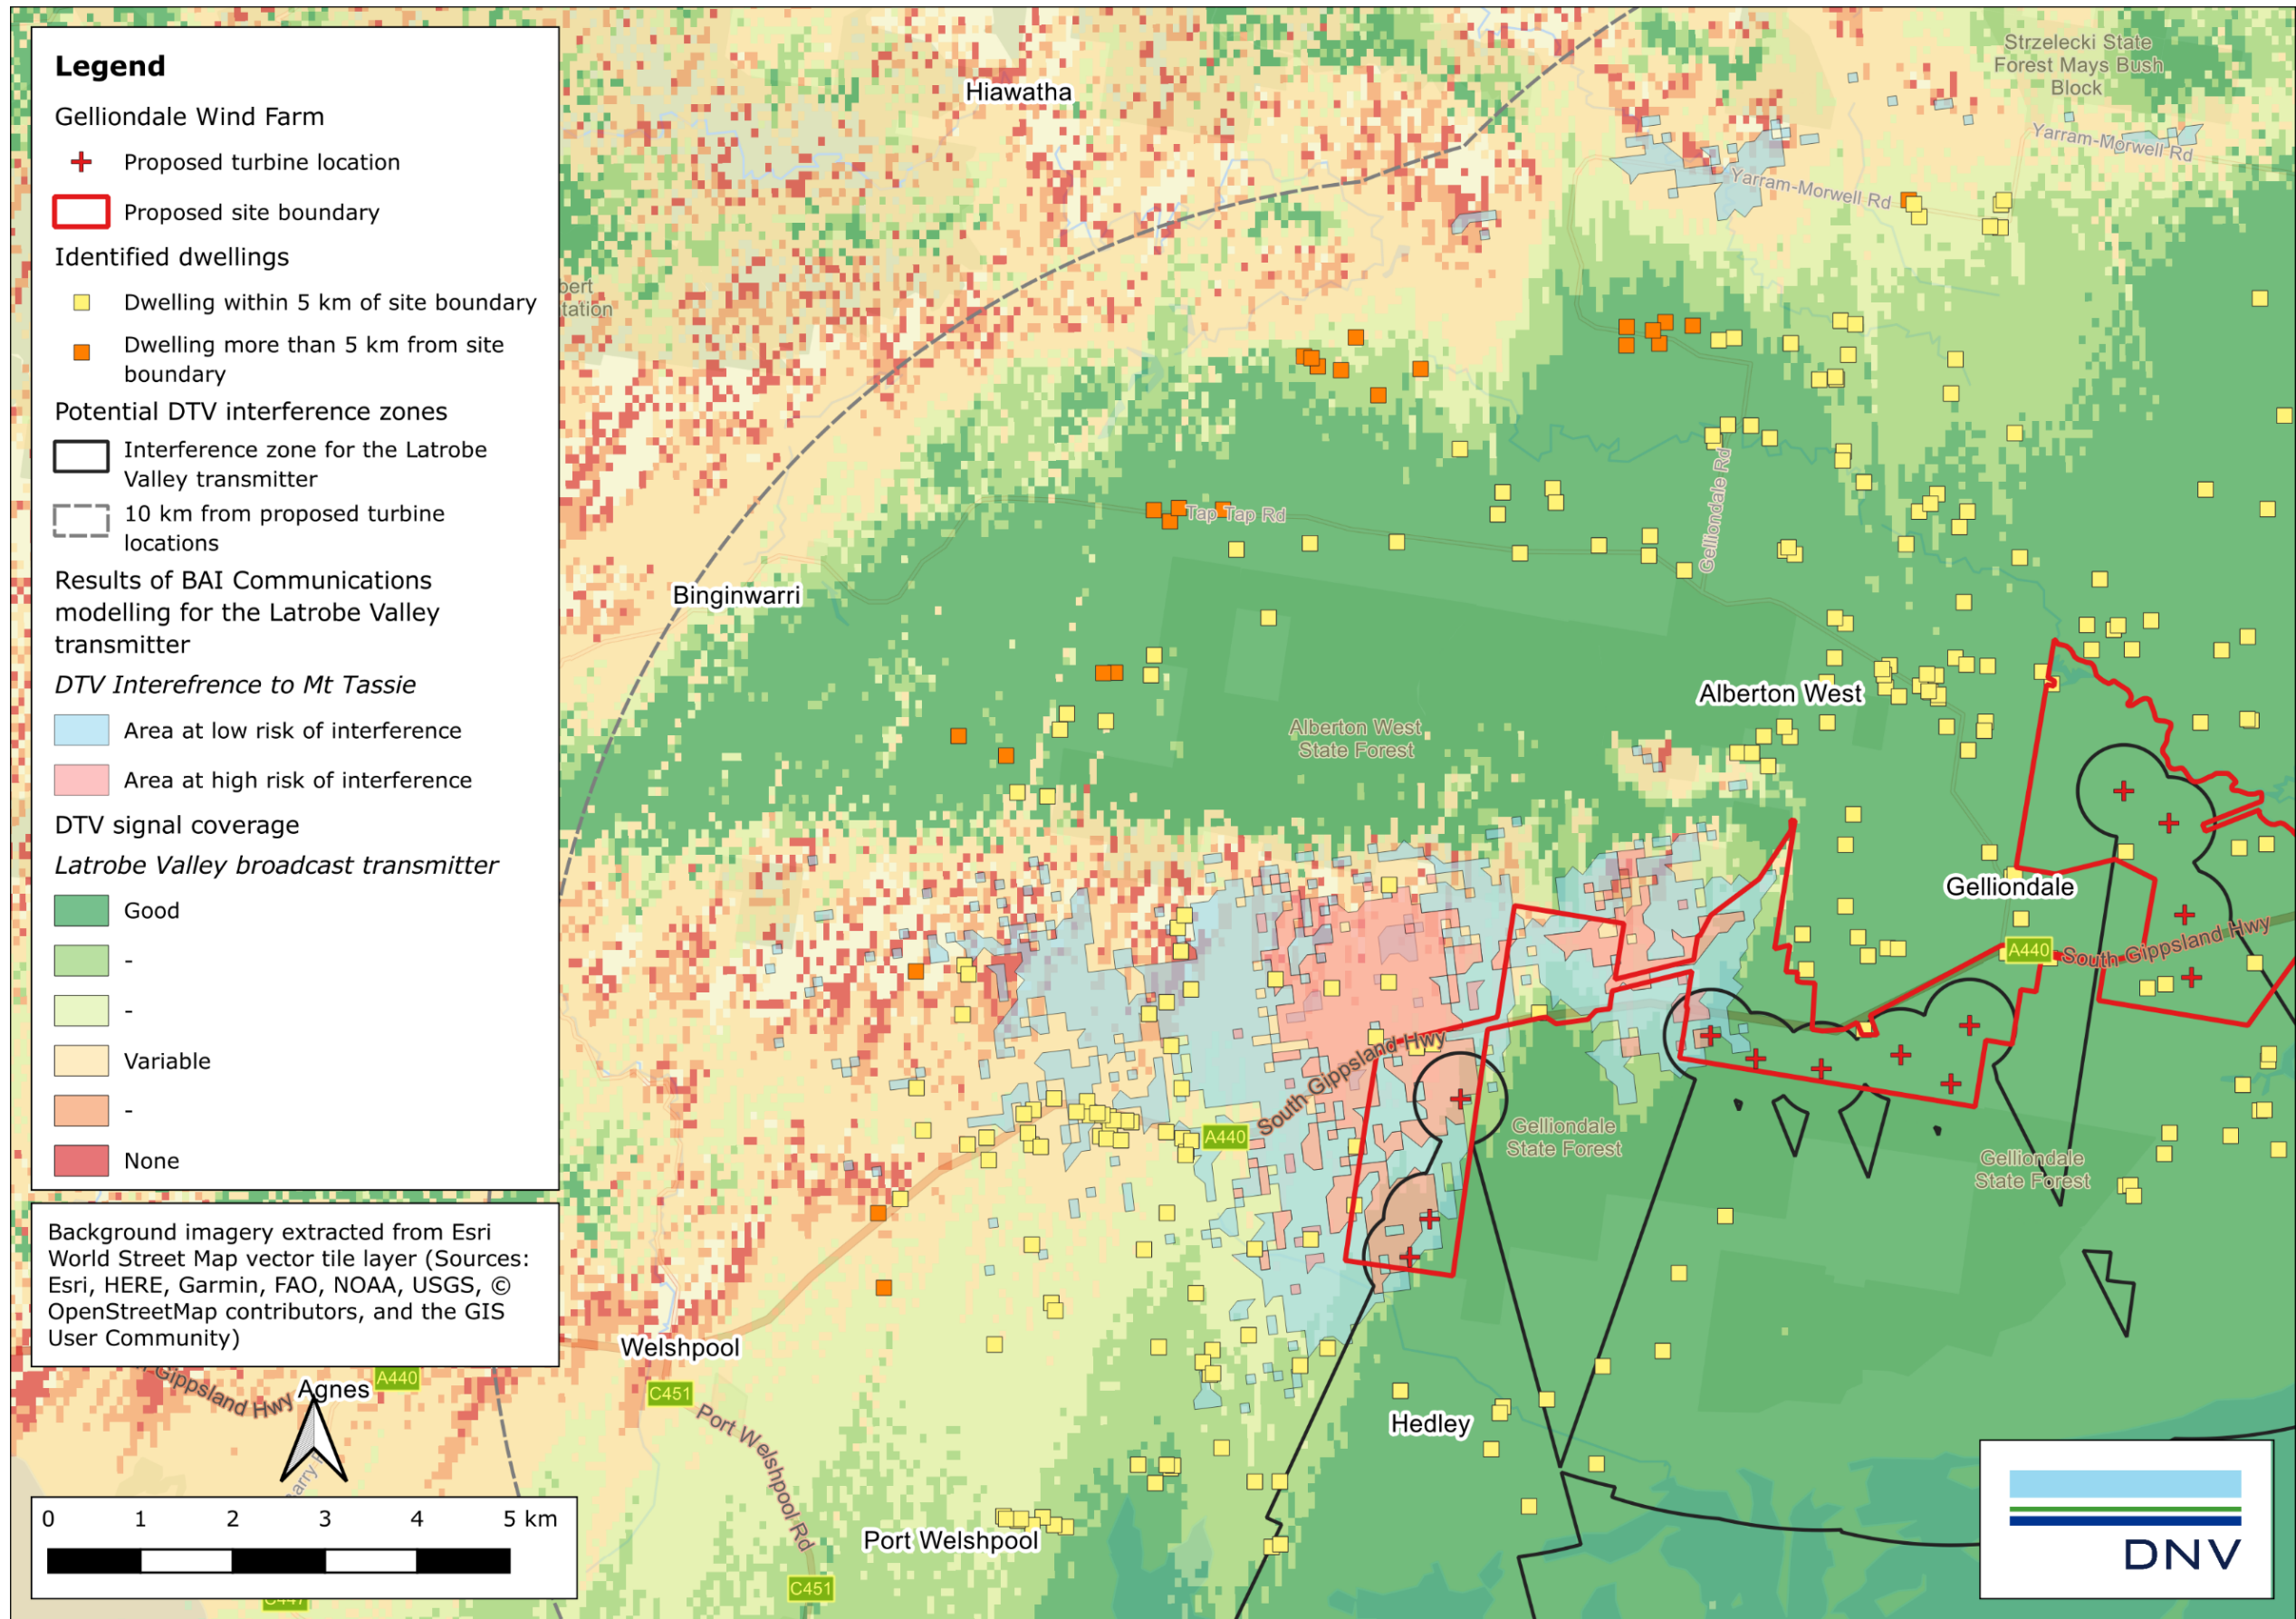 Legend
Gelliondale Wind Farm
Proposed turbine location
Proposed site boundary
Identified dwellings
Dwelling within 5 km of site boundary
Dwelling more than 5 km from site
boundary
Potential DTV interference zones
Interference zone for the Latrobe
Valley transmitter
10 km from proposed turbine
locations
Results of BAI Communications
modelling for the Latrobe Valley
transmitter
DTV Interefrence to Mt Tassie
Area at low risk of interference
Area at high risk of interference
DTV signal coverage
Latrobe Valley broadcast transmitter
Good
-
-
Variable
-
None
Background imagery extracted from Esri
World Street Map vector tile layer (Sources:
Esri, HERE, Garmin, FAO, NOAA, USGS, ©
OpenStreetMap contributors, and the GIS
User Community)
0 1 2 3 4 5 km
Hiawatha
Strzelecki State
Forest Mays Bush
Block
Yarram-Morwell Rd
Yarram-Morwell Rd
Tap Tap Rd
Gelliondale Rd
Binginwarri
Alberton West
Alberton West
State Forest
Gelliondale
A440
South Gippsland Hwy
South Gippsland Hwy
A440
Gelliondale
State Forest
Gelliondale
State Forest
Welshpool
C451
Port Welshpool Rd
Agnes
A440
Gippsland Hwy
Hedley
Port Welshpool
C451
DNV